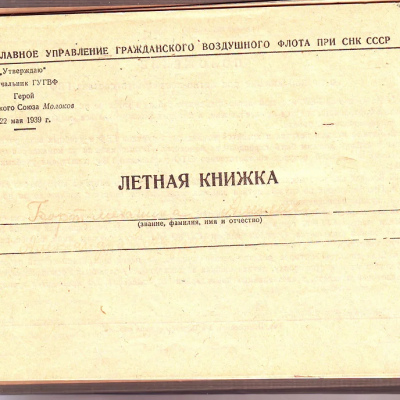 ЛАВНОЕ УПРАВЛЕНИЕ ГРАЖДАНСКОГО ВОЗДУШНОГО ФЛОТА ПРИ СНК СССР
„Утверждаю"
чальник ГУГВФ
Герой
кого Союза Молоков
22 мая 1939 г.
ЛЕТНАЯ КНИЖКА
(звание, фамилия, имя и отчество)